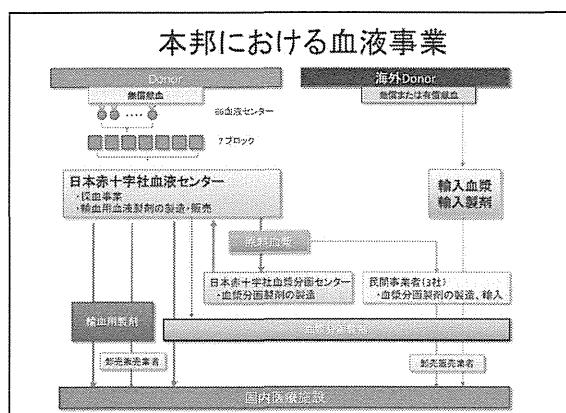 本邦における血液事業
Donor
海外Donor
無償献血
無償または有償献血
66血液センター
7ブロック
日本赤十字社血液センター
・採血事業
・輸血用血液製剤の製造・販売
輸入血漿
輸入製剤
原料血漿
日本赤十字社血漿分画センター
・血漿分画製剤の製造
民間事業者(3社)
・血漿分画製剤の製造、輸入
輸血用製剤
血漿分画製剤
卸売販売業者
卸売販売業者
国内医療施設